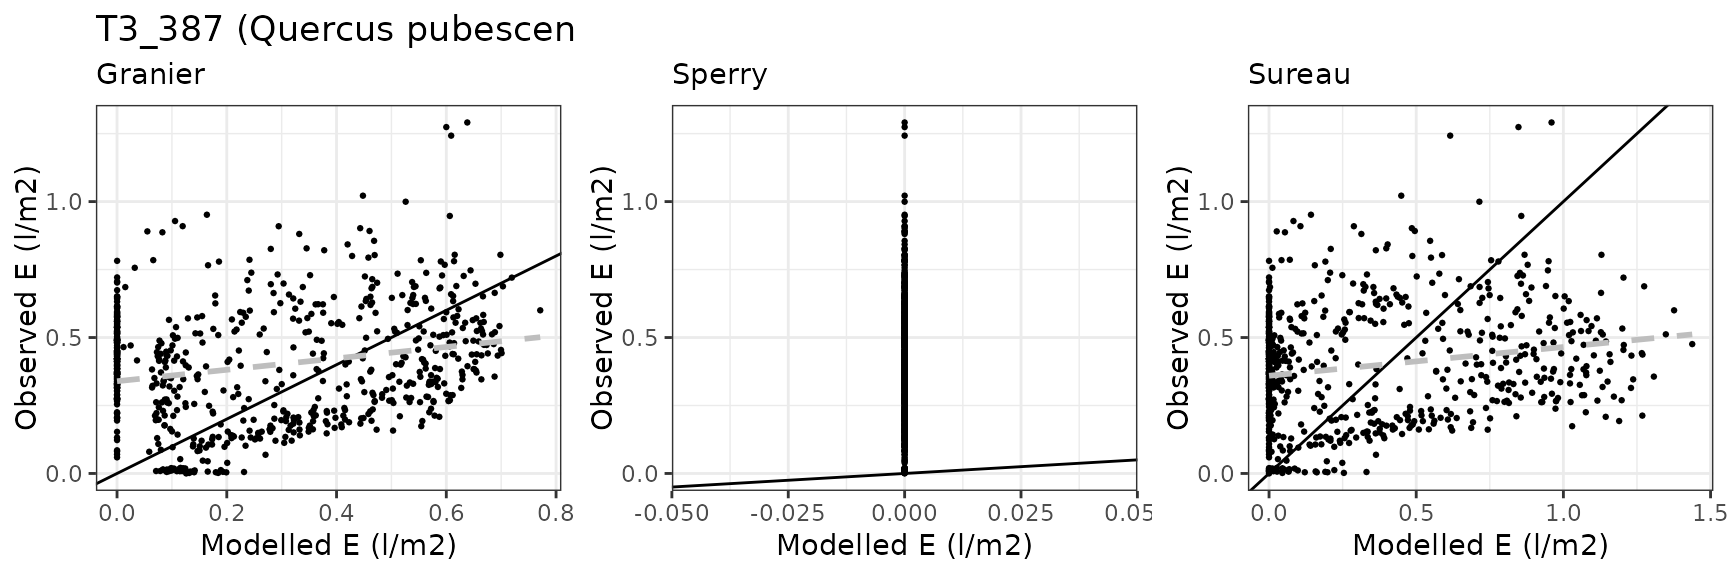 T3_387 (Quercus pubescen
Granier
Sperry
Sureau
Observed E (l/m2)
1.0
0.5
0.0
0.0 0.2 0.4 0.6 0.8
Modelled E (l/m2)
Observed E (l/m2)
1.0
0.5
0.0
-0.050 -0.025 0.000 0.025 0.05
Modelled E (l/m2)
Observed E (l/m2)
1.0
0.5
0.0
0.0 0.5 1.0 1.5
Modelled E (l/m2)